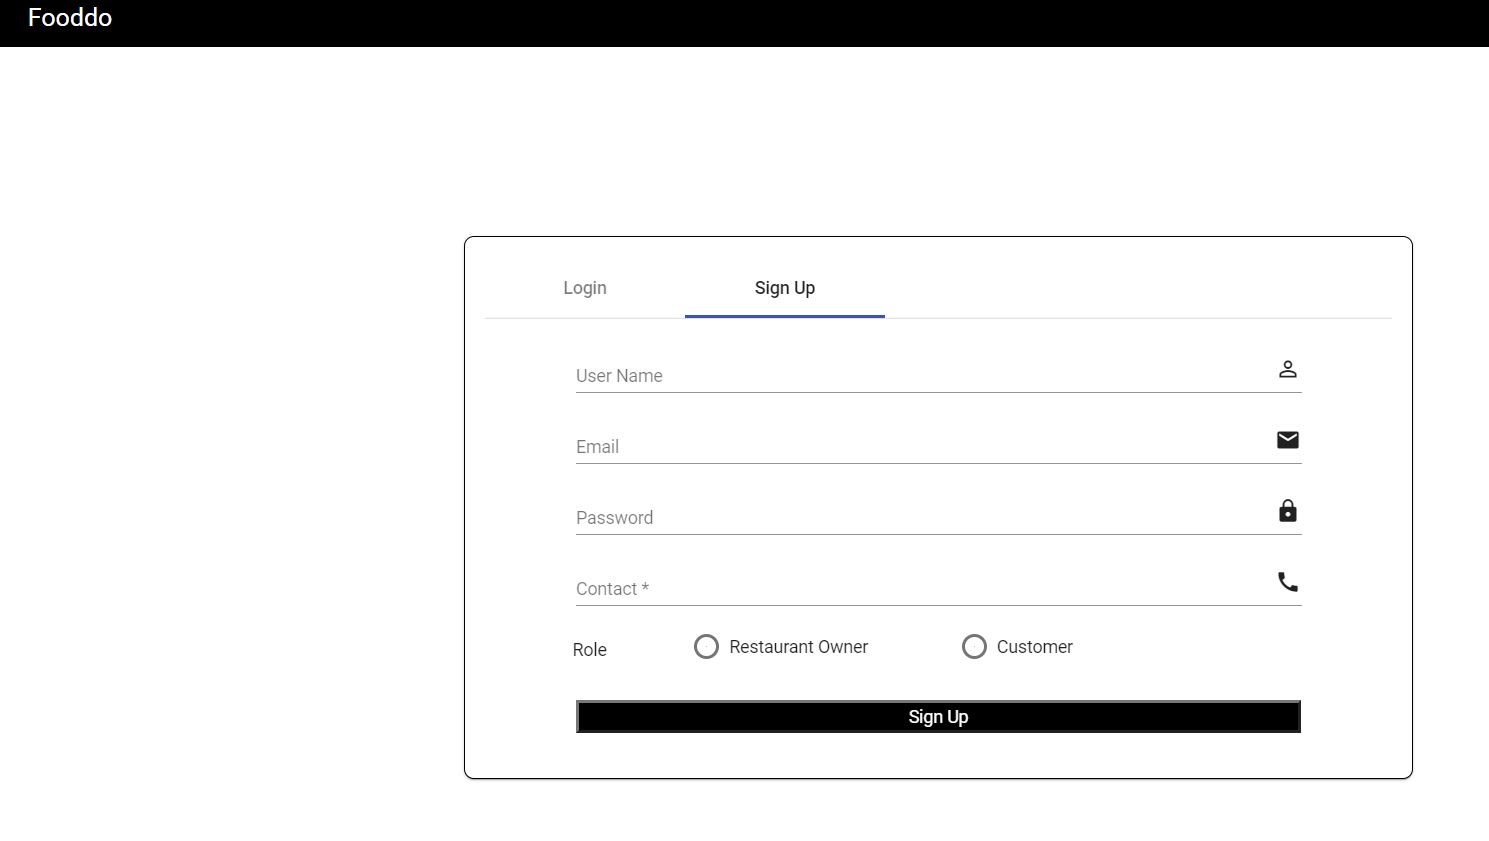 Fooddo
Login Sign Up
User Name
Email
Password
Contact *
Role Restaurant Owner Customer
Sign Up